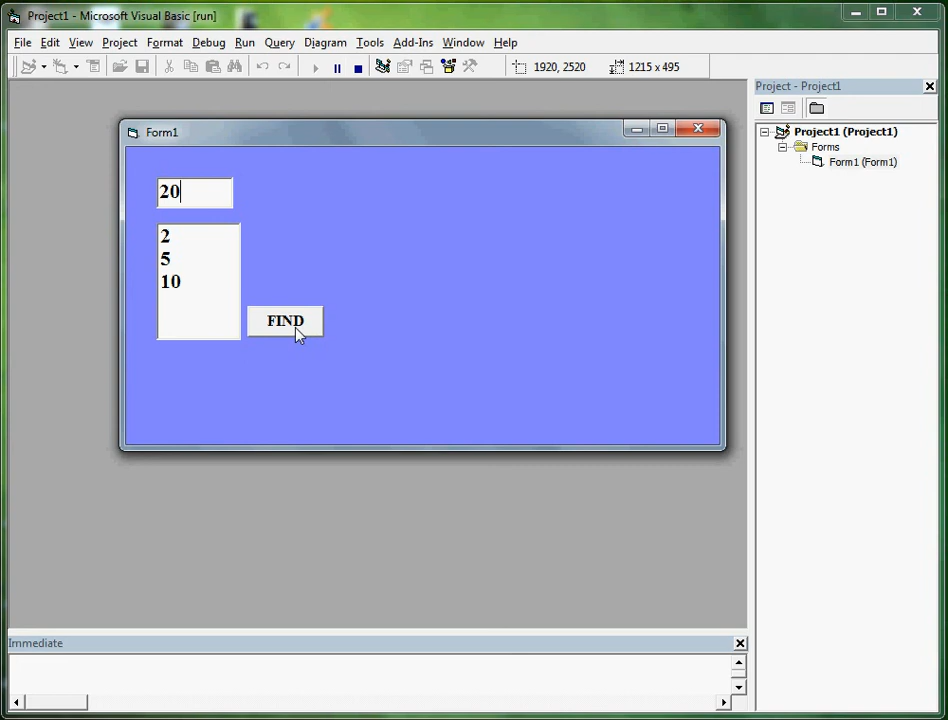 Project1 - Microsoft Visual Basic [run]
File Edit View Project Format Debug Run Query Diagram Tools Add-Ins Window Help
1920, 2520 1215 x 495
Project - Project1
Project1 (Project1)
Forms
Form1 (Form1)
Form1
20
2
5
10
FIND
Immediate